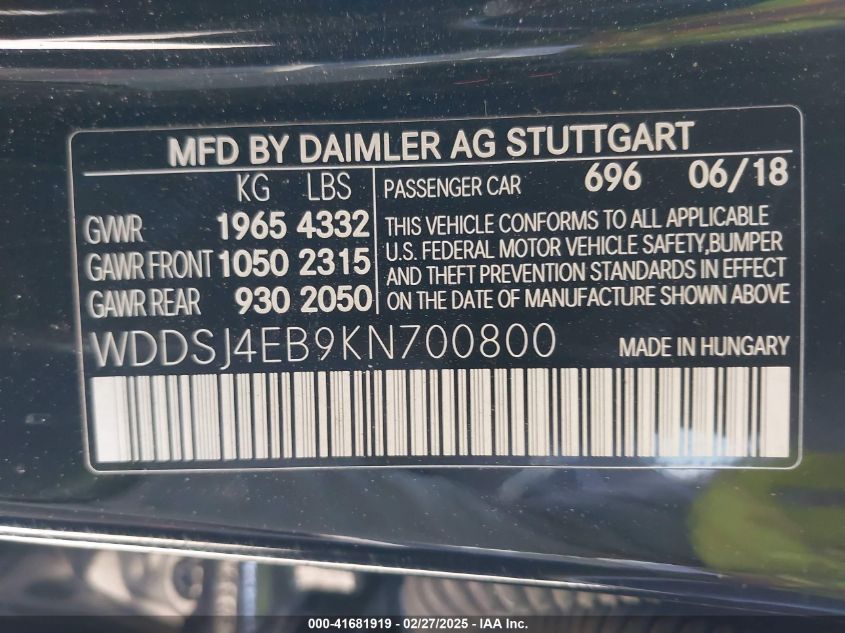 MFD BY DAIMLER AG STUTTGART
KG LBS
GWR 1965 4332
GAWR FRONT 1050 2315
GAWR REAR 930 2050
PASSENGER CAR 696 06/18
THIS VEHICLE CONFORMS TO ALL APPLICABLE
U.S. FEDERAL MOTOR VEHICLE SAFETY,BUMPER
AND THEFT PREVENTION STANDARDS IN EFFECT
ON THE DATE OF MANUFACTURE SHOWN ABOVE
WDDSJ4EB9KN700800 MADE IN HUNGARY
000-41681919 - 02/27/2025 - IAA Inc.